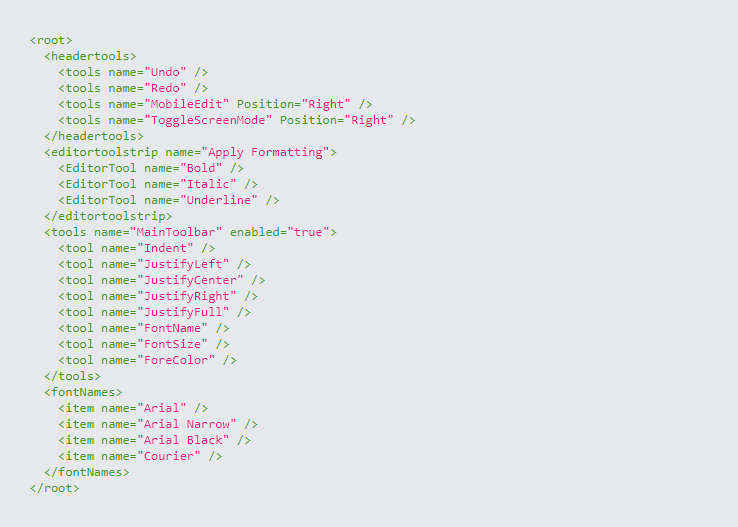 <root>
<headertools>
<tools name="Undo" />
<tools name="Redo" />
<tools name="MobileEdit" Position="Right" />
<tools name="ToggleScreenMode" Position="Right" />
</headertools>
<editortoolstrip name="Apply Formatting">
<EditorTool name="Bold" />
<EditorTool name="Italic" />
<EditorTool name="Underline" />
</editortoolstrip>
<tools name="MainToolbar" enabled="true">
<tool name="Indent" />
<tool name="JustifyLeft" />
<tool name="JustifyCenter" />
<tool name="JustifyRight" />
<tool name="JustifyFull" />
<tool name="FontName" />
<tool name="FontSize" />
<tool name="ForeColor" />
</tools>
<fontNames>
<item name="Arial" />
<item name="Arial Narrow" />
<item name="Arial Black" />
<item name="Courier" />
</fontNames>
</root>